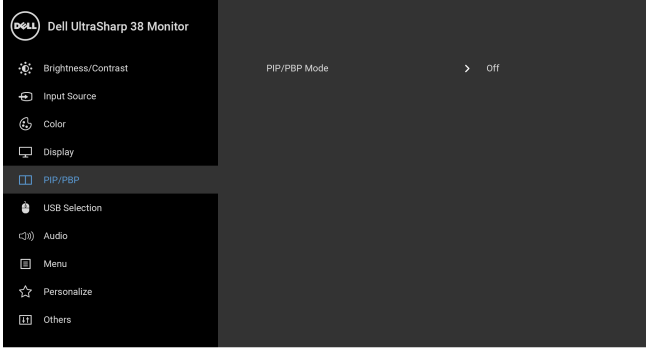 DELL Dell UltraSharp 38 Monitor
Brightness/Contrast
PIP/PBP Mode Off
Input Source
Color
Display
PIP/PBP
USB Selection
Audio
Menu
Personalize
Others